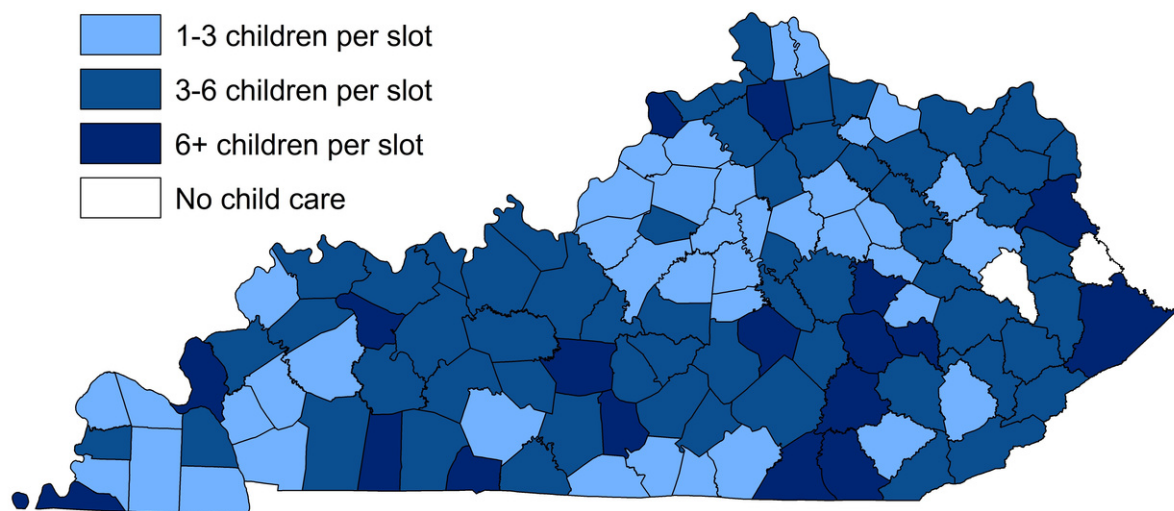 1-3 children per slot
3-6 children per slot
6+ children per slot
No child care